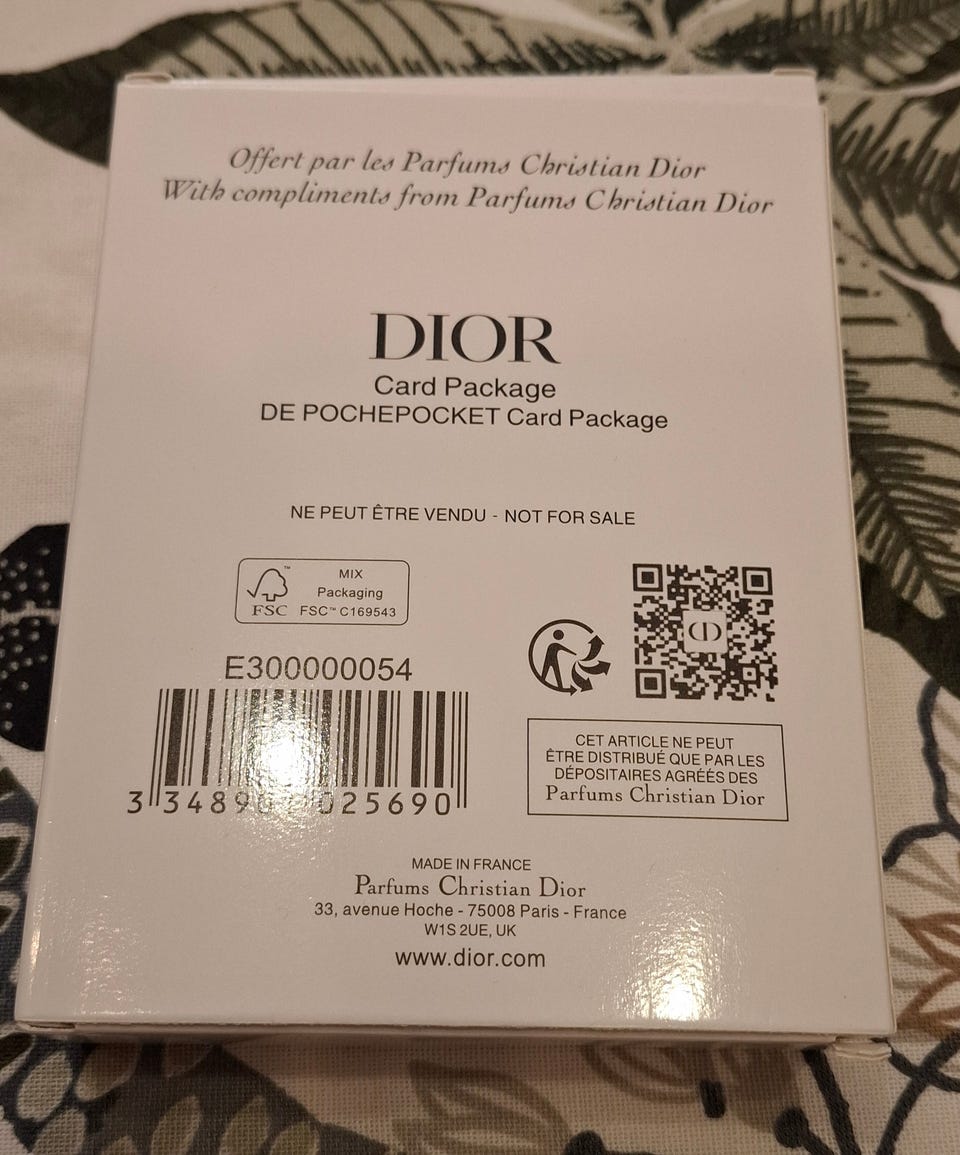 Offert par les Parfums Christian Dior
With compliments from Parfums Christian Dior
DIOR
Card Package
DE POCHEPOCKET Card Package
NE PEUT ÊTRE VENDU - NOT FOR SALE
MIX
Packaging
FSC™ C169543
FSC
E300000054
CET ARTICLE NE PEUT
ÊTRE DISTRIBUÉ QUE PAR LES
DÉPOSITAIRES AGRÉÉS DES
Parfums Christian Dior
MADE IN FRANCE
Parfums Christian Dior
33, avenue Hoche - 75008 Paris - France
W1S 2UE, UK
www.dior.com